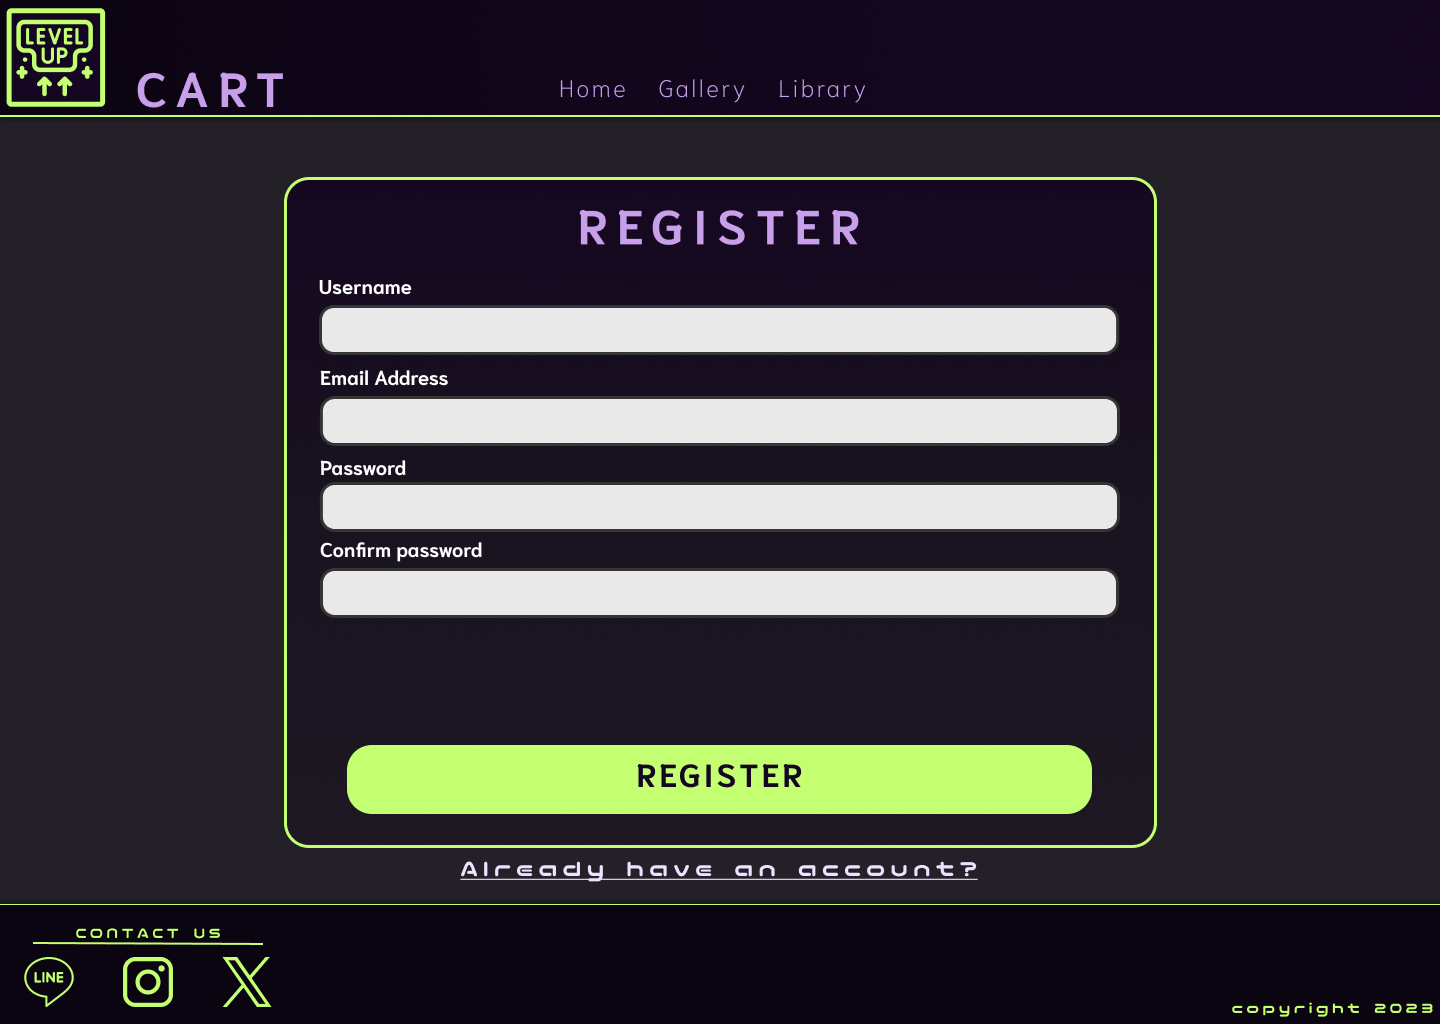 LEVEL
UP
CART
Home Gallery Library
REGISTER
Username
Email Address
Password
Confirm password
REGISTER
Already have an account?
CONTACT US
LINE
copyright 2023